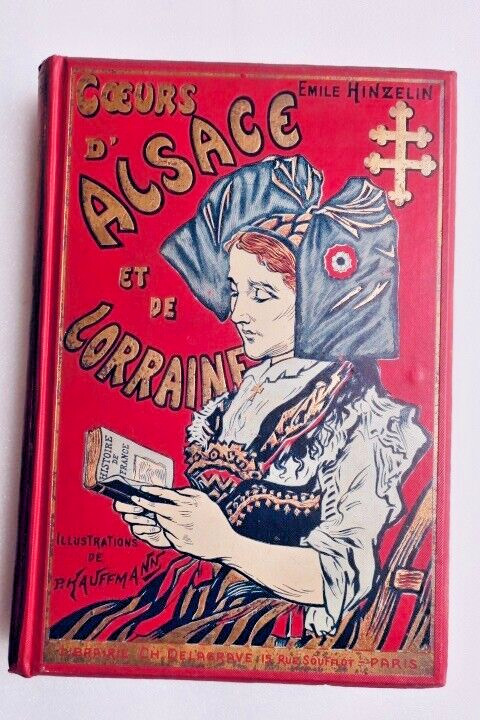 CŒURS
D'
ALSACE
ET
DE
LORRAINE
EMILE HINZELIN
HISTOIRE
DE
FRANCE
ILLUSTRATIONS
DE
P. KAUFFMANN
LIBRAIRIE CH. DELAGRAVE 15 RUE SOUFFLOT - PARIS